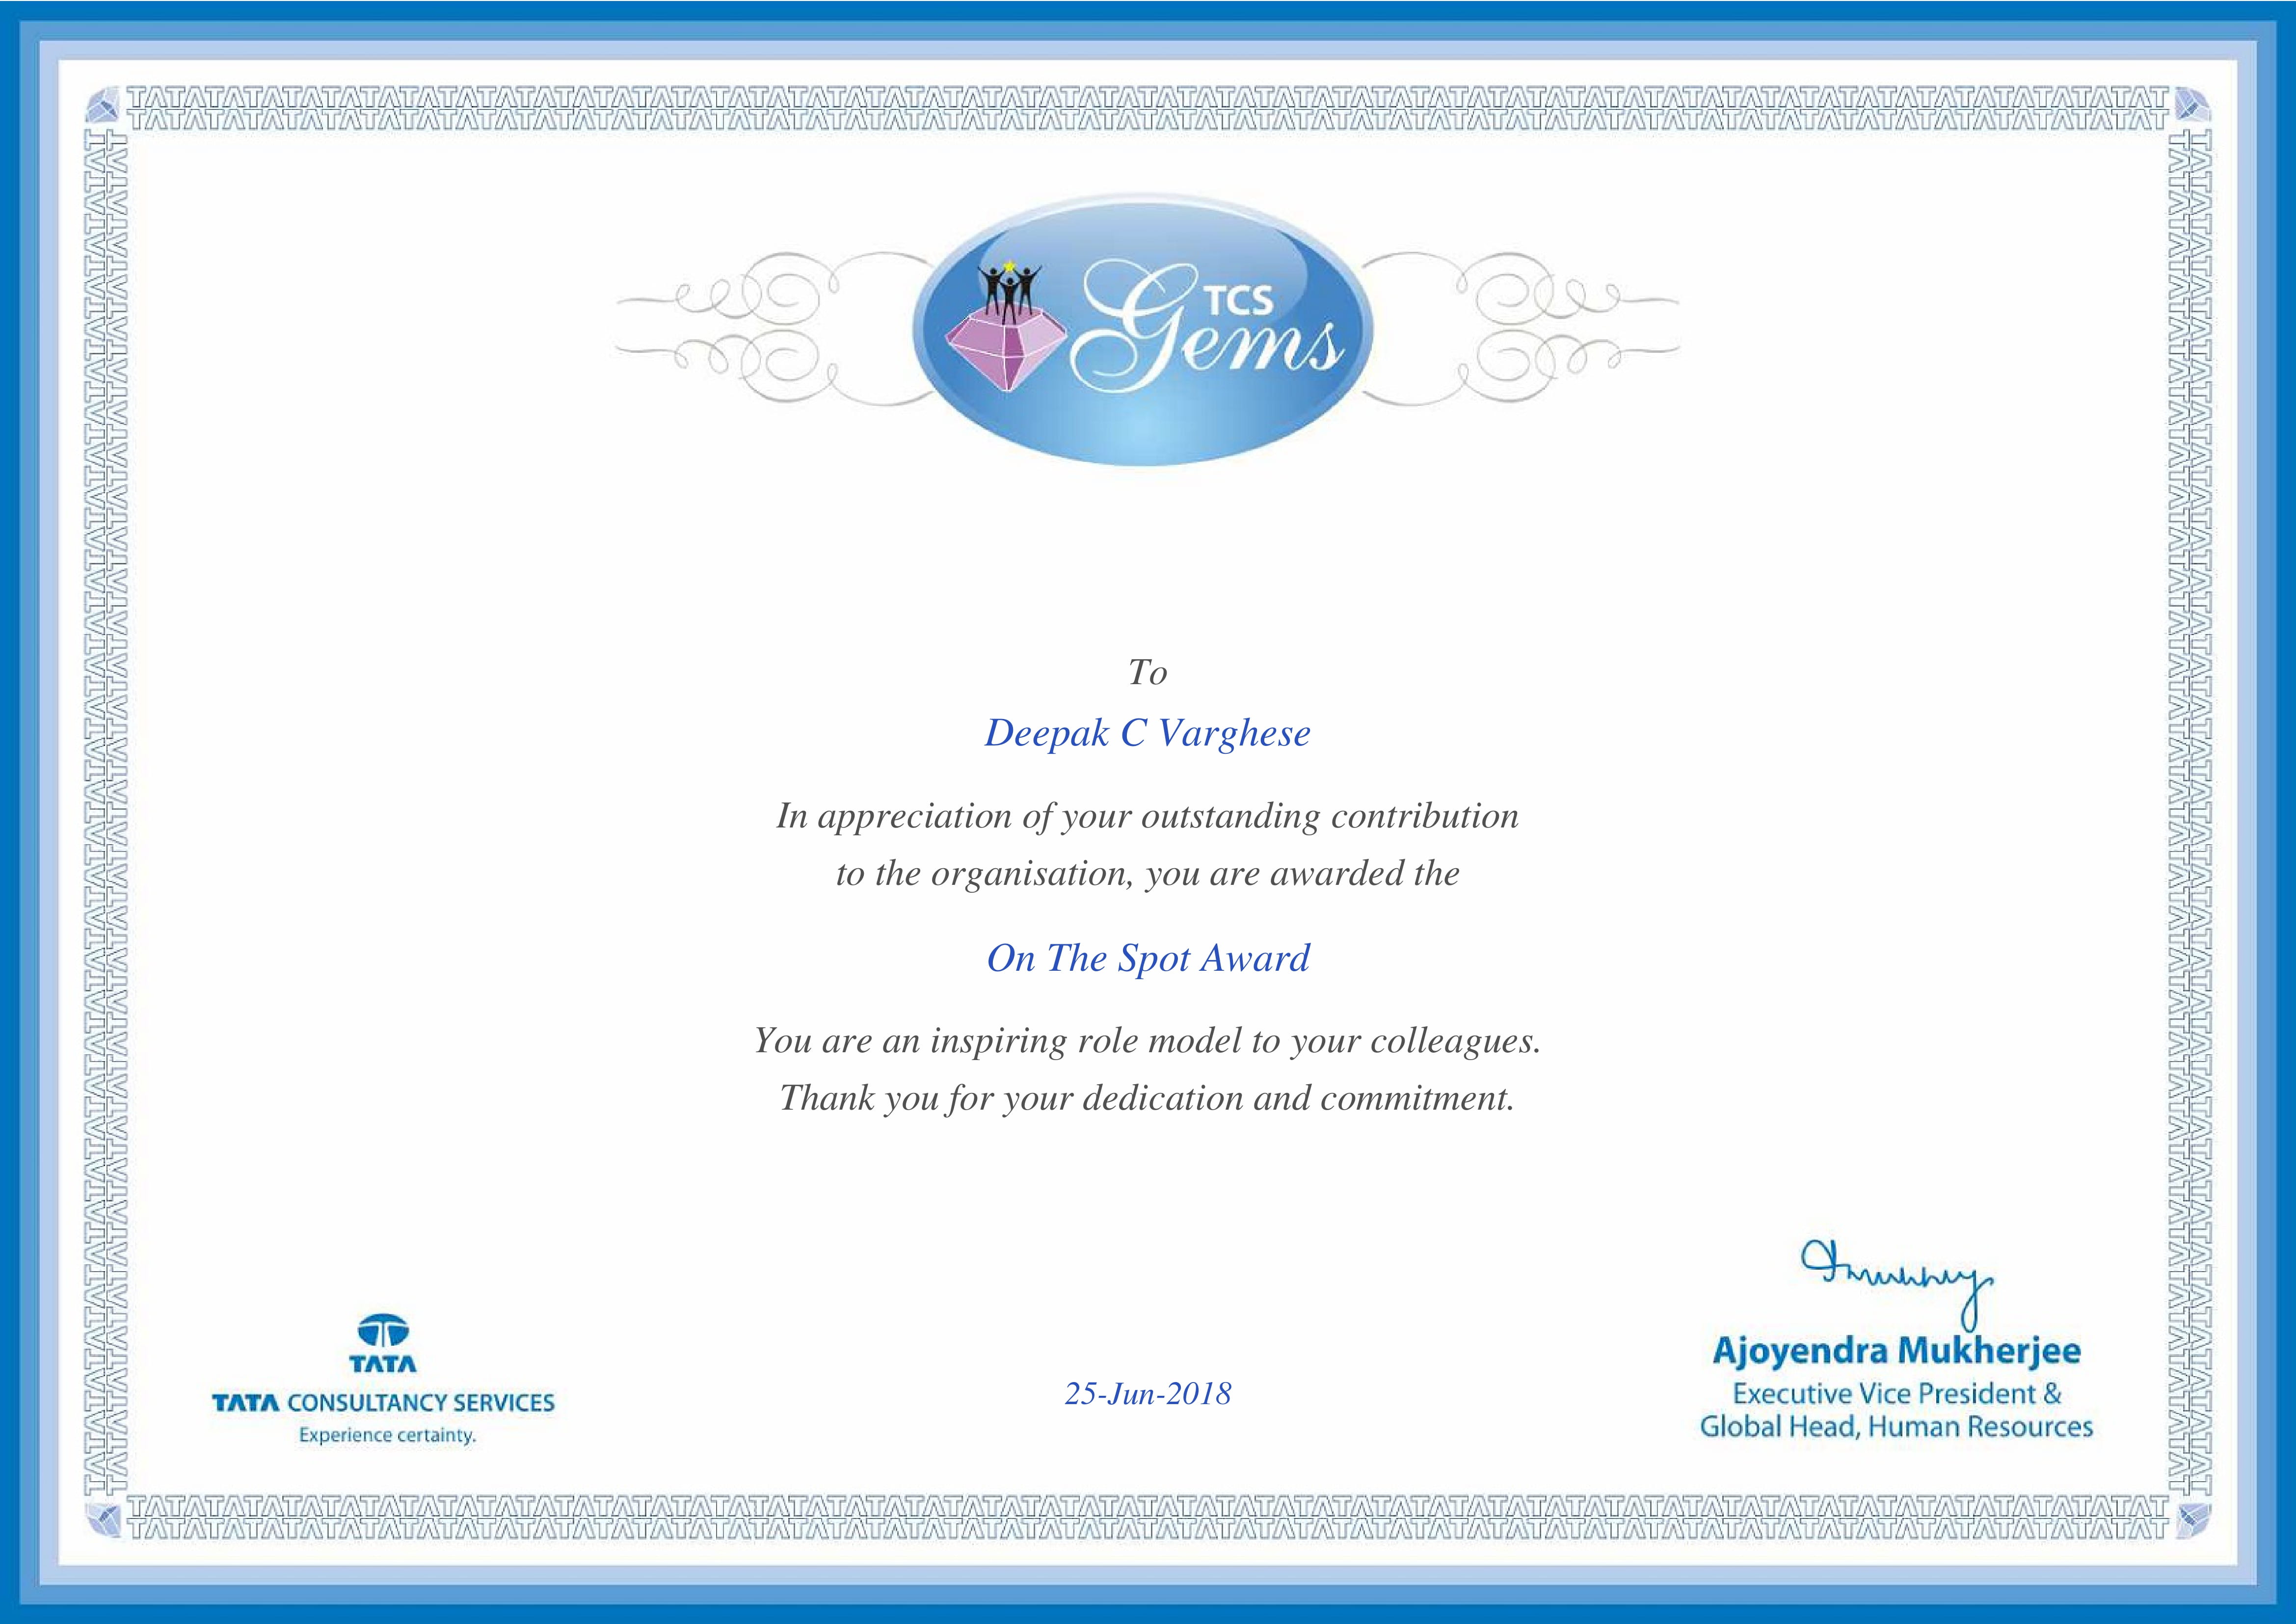 TCS
Gems
To
Deepak C Varghese
In appreciation of your outstanding contribution
to the organisation, you are awarded the
On The Spot Award
You are an inspiring role model to your colleagues.
Thank you for your dedication and commitment.
TATA
TATA CONSULTANCY SERVICES
Experience certainty.
25-Jun-2018
Ajoyendra Mukherjee
Executive Vice President &
Global Head, Human Resources